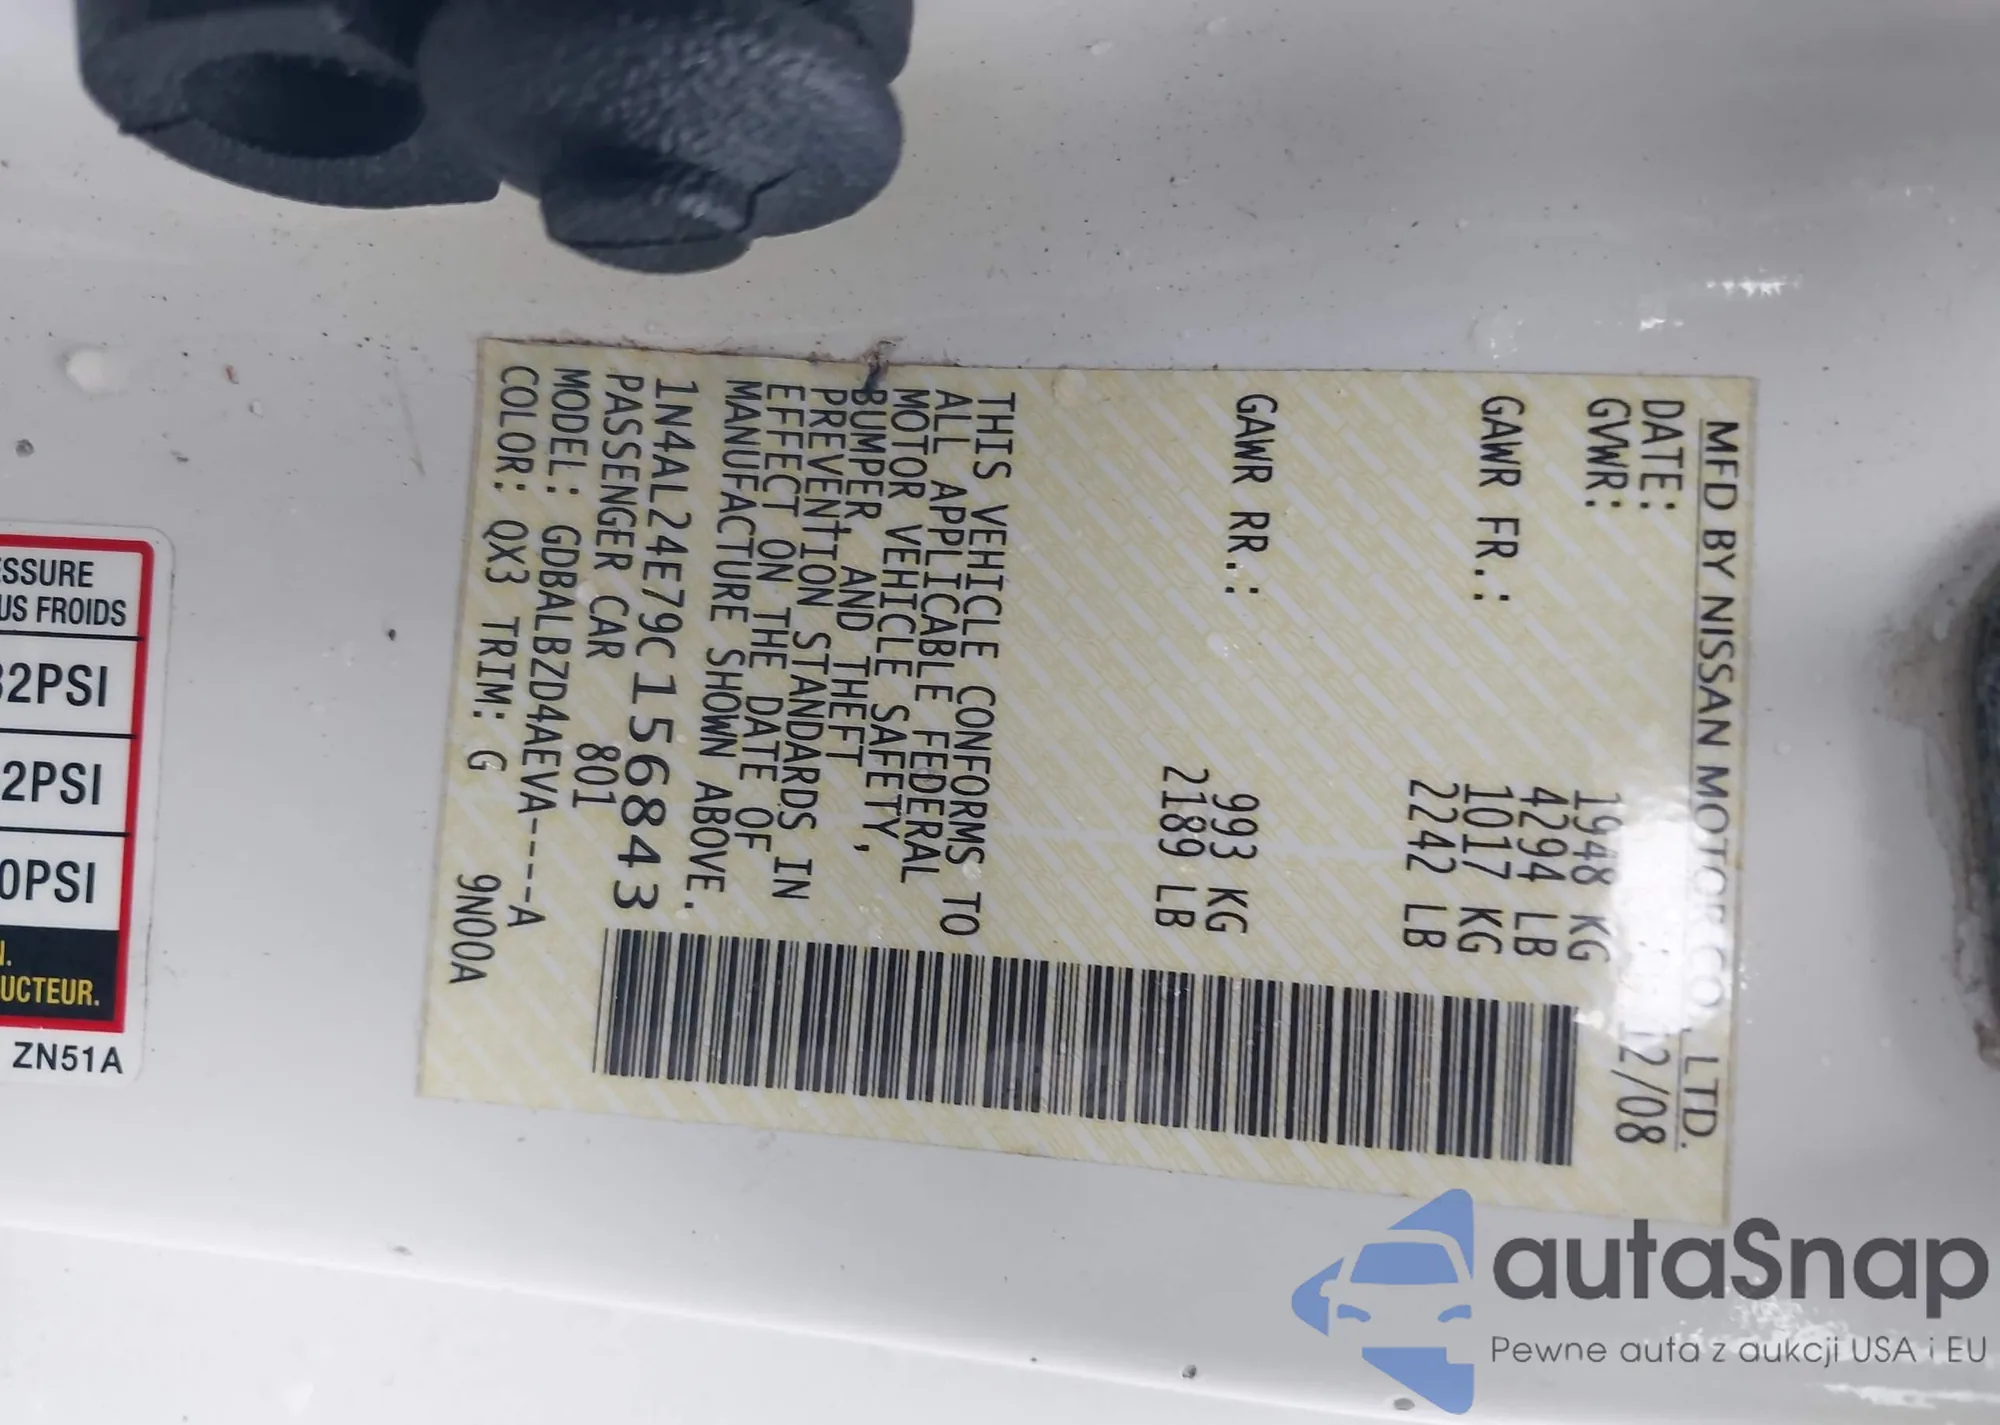 MFD BY NISSAN MOTOR CO., LTD.
DATE: 12/08
GVWR: 1948 KG
4294 LB
GAWR FR.: 1017 KG
2242 LB
GAWR RR.: 993 KG
2189 LB
THIS VEHICLE CONFORMS TO
ALL APPLICABLE FEDERAL
MOTOR VEHICLE SAFETY,
BUMPER, AND THEFT
PREVENTION STANDARDS IN
EFFECT ON THE DATE OF
MANUFACTURE SHOWN ABOVE.
1N4AL24E79C156843
PASSENGER CAR 801
MODEL: GDBALBZD4AEVA----A
COLOR: QX3 TRIM: G 9N00A
ESSURE
US FROIDS
32PSI
2PSI
0PSI
N.
UCTEUR.
ZN51A
autaSnap
Pewne auta z aukcji USA i EU